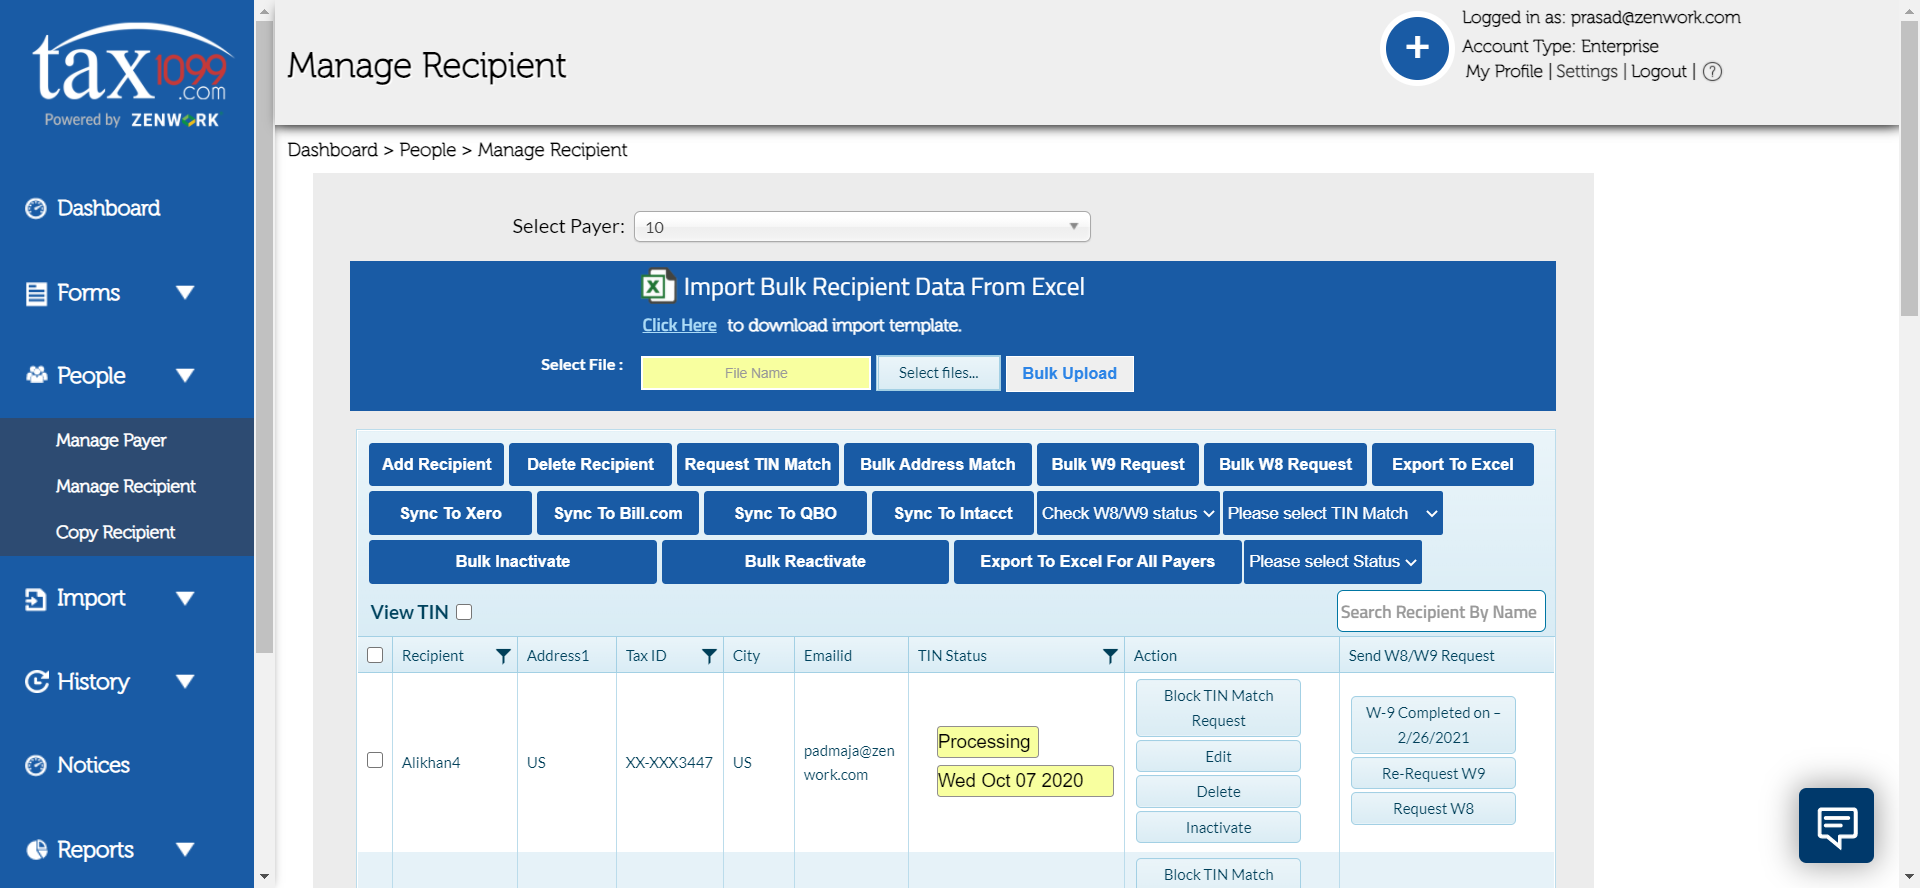 tax1099
.com
Powered by ZENWORK
Dashboard
Forms
People
Manage Payer
Manage Recipient
Copy Recipient
Import
History
Notices
Reports
Manage Recipient
+
Logged in as: prasad@zenwork.com
Account Type: Enterprise
My Profile | Settings | Logout | ?
Dashboard > People > Manage Recipient
Select Payer: 10
Import Bulk Recipient Data From Excel
Click Here to download import template.
Select File : File Name Select files... Bulk Upload
Add Recipient Delete Recipient Request TIN Match Bulk Address Match Bulk W9 Request Bulk W8 Request Export To Excel
Sync To Xero Sync To Bill.com Sync To QBO Sync To Intacct Check W8/W9 status Please select TIN Match
Bulk Inactivate Bulk Reactivate Export To Excel For All Payers Please select Status
View TIN Search Recipient By Name
Recipient Address1 Tax ID City Emailid TIN Status Action Send W8/W9 Request
Alikhan4 US XX-XXX3447 US
padmaja@zen
work.com
Processing
Wed Oct 07 2020
Block TIN Match
Request
Edit
Delete
Inactivate
W-9 Completed on –
2/26/2021
Re-Request W9
Request W8
Block TIN Match